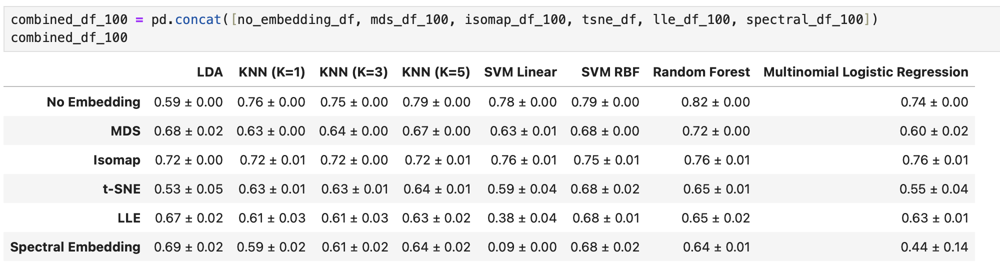 combined_df_100 = pd.concat([no_embedding_df, mds_df_100, isomap_df_100, tsne_df, lle_df_100, spectral_df_100])
combined_df_100
LDA KNN (K=1) KNN (K=3) KNN (K=5) SVM Linear SVM RBF Random Forest Multinomial Logistic Regression
No Embedding 0.59 ± 0.00 0.76 ± 0.00 0.75 ± 0.00 0.79 ± 0.00 0.78 ± 0.00 0.79 ± 0.00 0.82 ± 0.00 0.74 ± 0.00
MDS 0.68 ± 0.02 0.63 ± 0.00 0.64 ± 0.00 0.67 ± 0.00 0.63 ± 0.01 0.68 ± 0.00 0.72 ± 0.00 0.60 ± 0.02
Isomap 0.72 ± 0.00 0.72 ± 0.01 0.72 ± 0.00 0.72 ± 0.01 0.76 ± 0.01 0.75 ± 0.01 0.76 ± 0.01 0.76 ± 0.01
t-SNE 0.53 ± 0.05 0.63 ± 0.01 0.63 ± 0.01 0.64 ± 0.01 0.59 ± 0.04 0.68 ± 0.02 0.65 ± 0.01 0.55 ± 0.04
LLE 0.67 ± 0.02 0.61 ± 0.03 0.61 ± 0.03 0.63 ± 0.02 0.38 ± 0.04 0.68 ± 0.01 0.65 ± 0.02 0.63 ± 0.01
Spectral Embedding 0.69 ± 0.02 0.59 ± 0.02 0.61 ± 0.02 0.64 ± 0.02 0.09 ± 0.00 0.68 ± 0.02 0.64 ± 0.01 0.44 ± 0.14